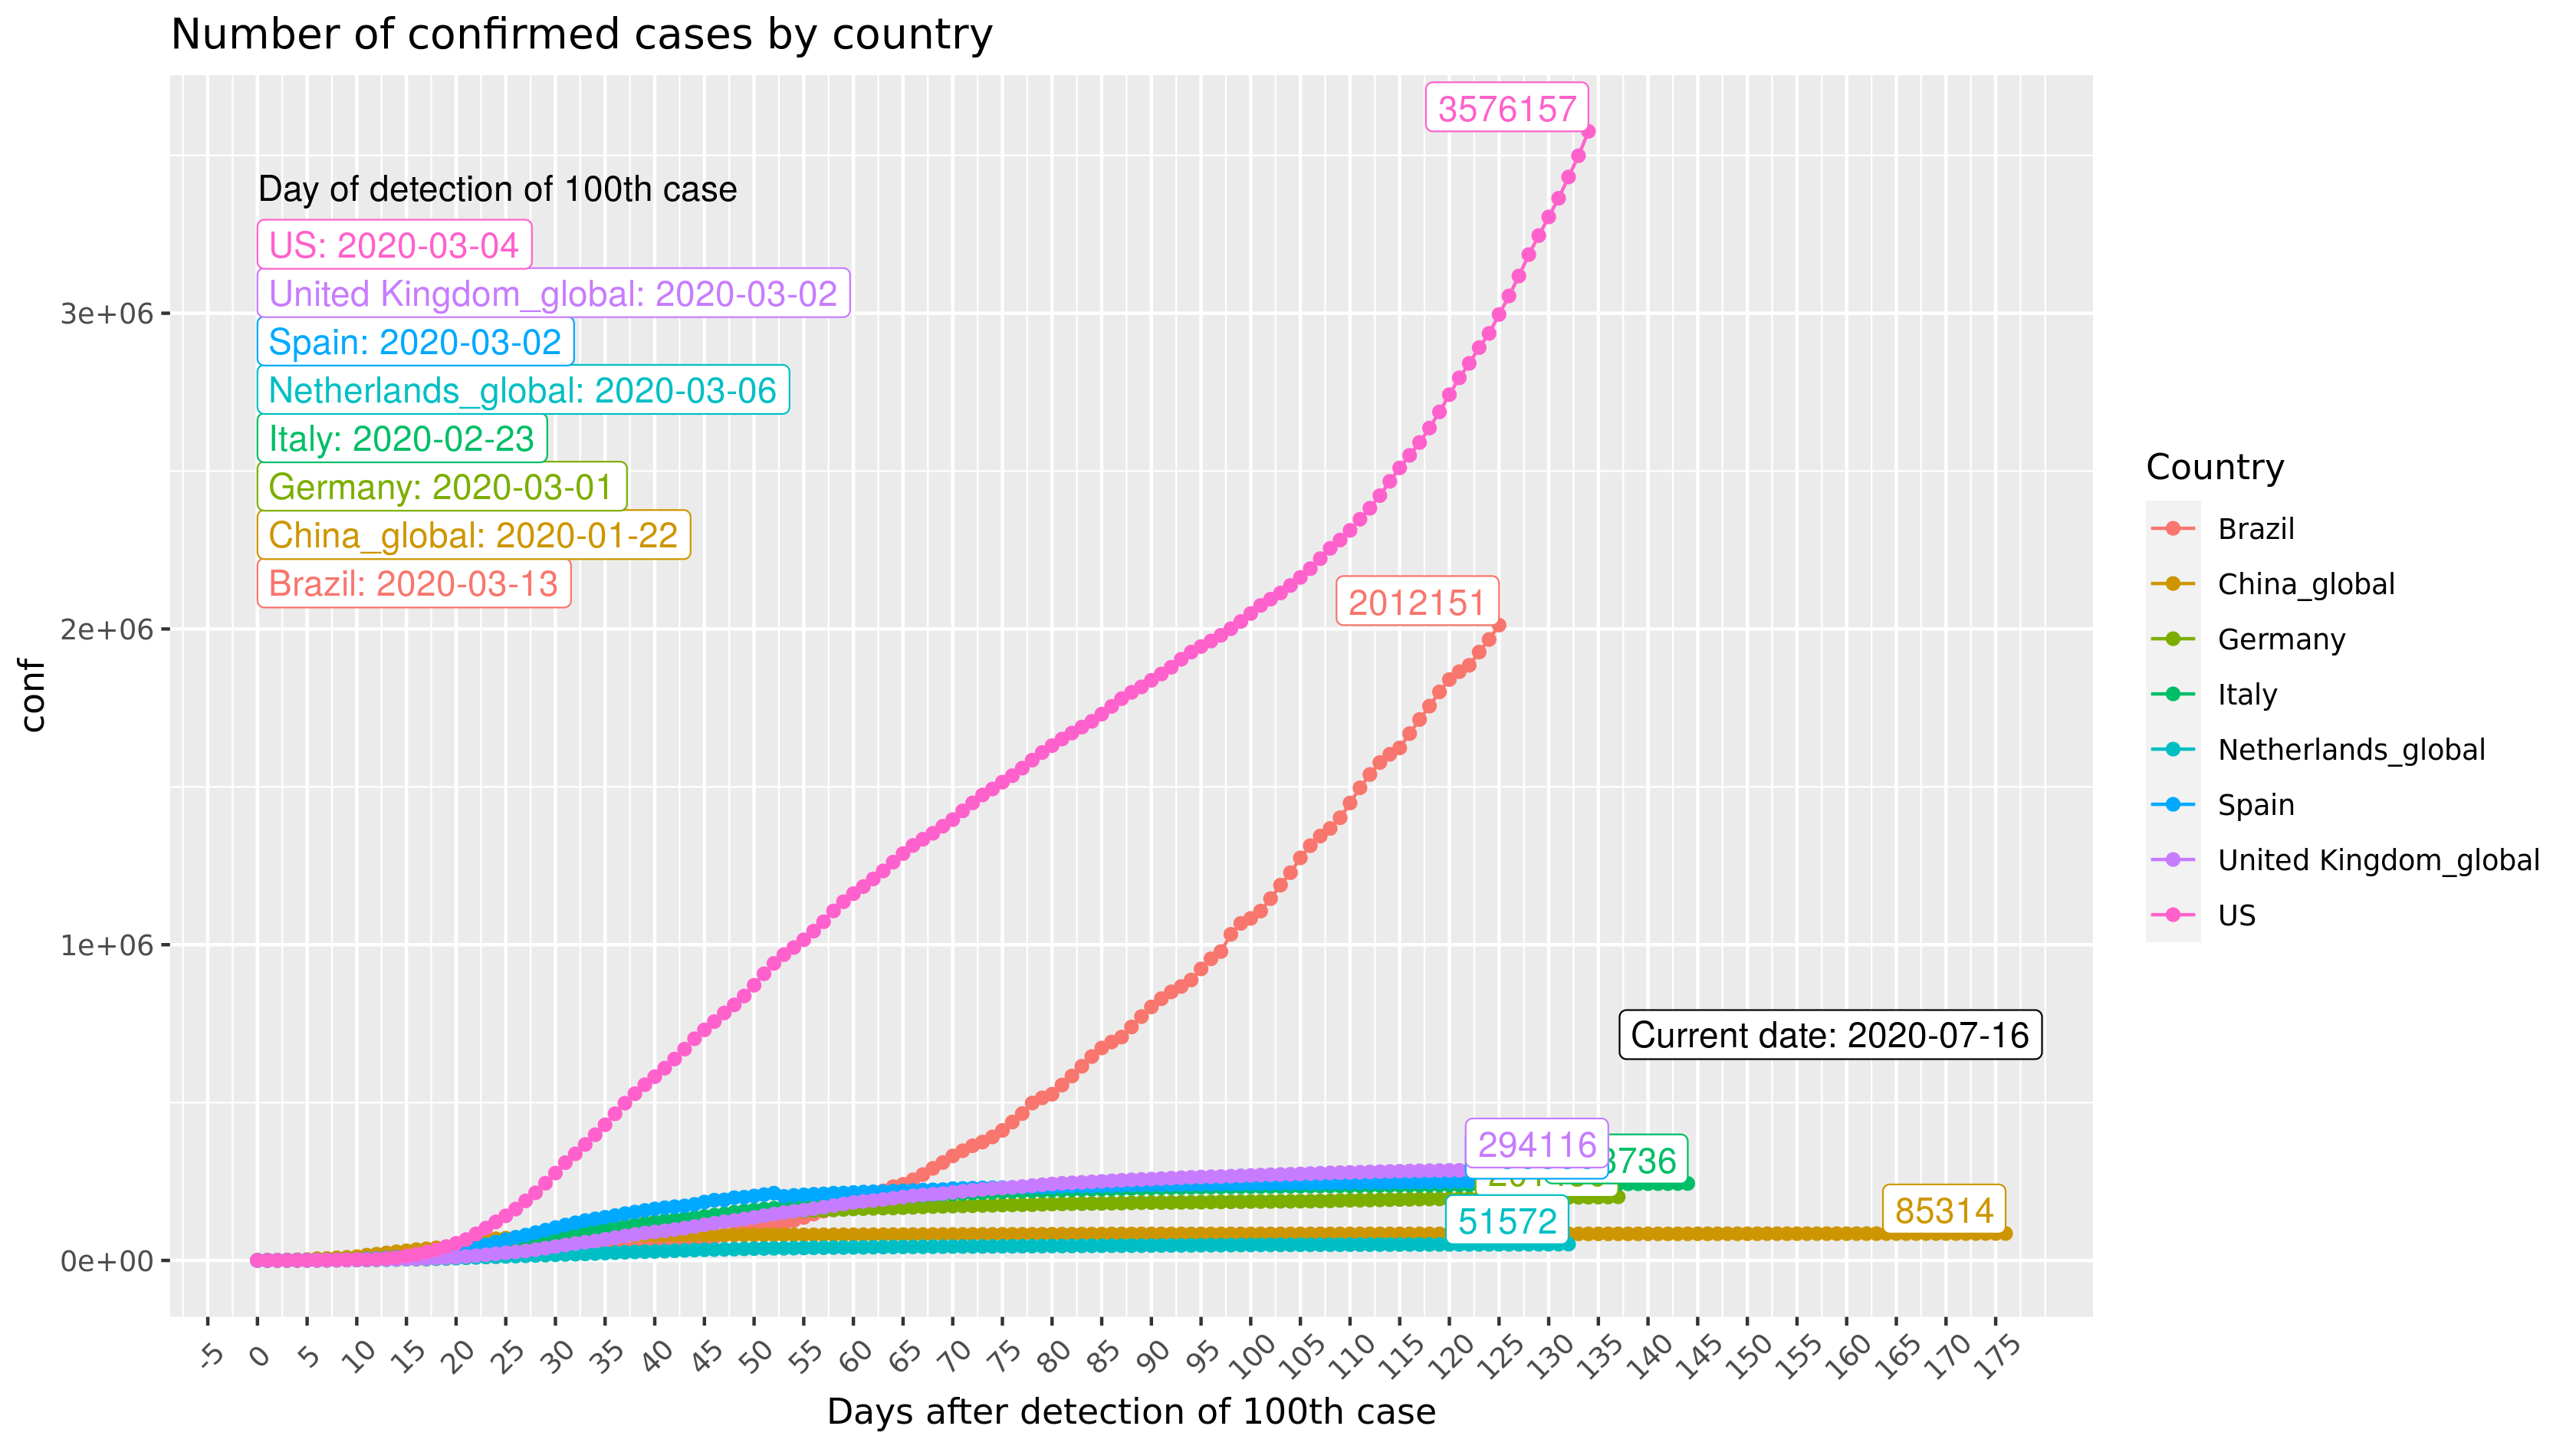 Number of confirmed cases by country
3576157
Day of detection of 100th case
US: 2020-03-04
United Kingdom_global: 2020-03-02
Spain: 2020-03-02
Netherlands_global: 2020-03-06
Italy: 2020-02-23
Germany: 2020-03-01
China_global: 2020-01-22
Brazil: 2020-03-13
2012151
Current date: 2020-07-16
294116
3736
85314
51572
3e+06
2e+06
1e+06
0e+00
conf
-5 0 5 10 15 20 25 30 35 40 45 50 55 60 65 70 75 80 85 90 95 100 105 110 115 120 125 130 135 140 145 150 155 160 165 170 175
Days after detection of 100th case
Country
Brazil
China_global
Germany
Italy
Netherlands_global
Spain
United Kingdom_global
US